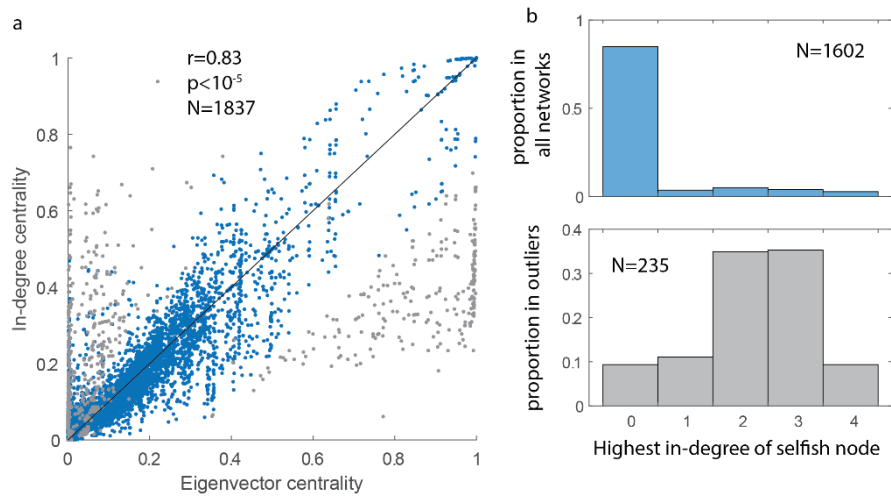 a
r=0.83
p<10-5
N=1837
1
0.8
0.6
0.4
0.2
0
In-degree centrality
0
0.2
0.4
0.6
0.8
1
Eigenvector centrality
b
N=1602
1
0.5
0
proportion in
all networks
N=235
0.4
0.3
0.2
0.1
0
proportion in outliers
0
1
2
3
4
Highest in-degree of selfish node